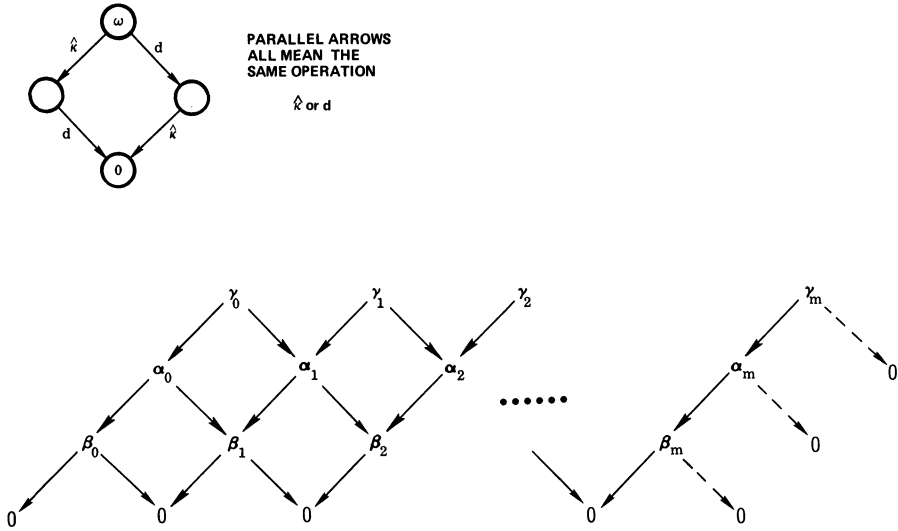 ω
κ̂ d
PARALLEL ARROWS
ALL MEAN THE
SAME OPERATION
κ̂ or d
d κ̂
0
γ₀ γ₁ γ₂ γₘ
α₀ α₁ α₂ αₘ 0
β₀ β₁ β₂ βₘ 0
0 0 0 0 0